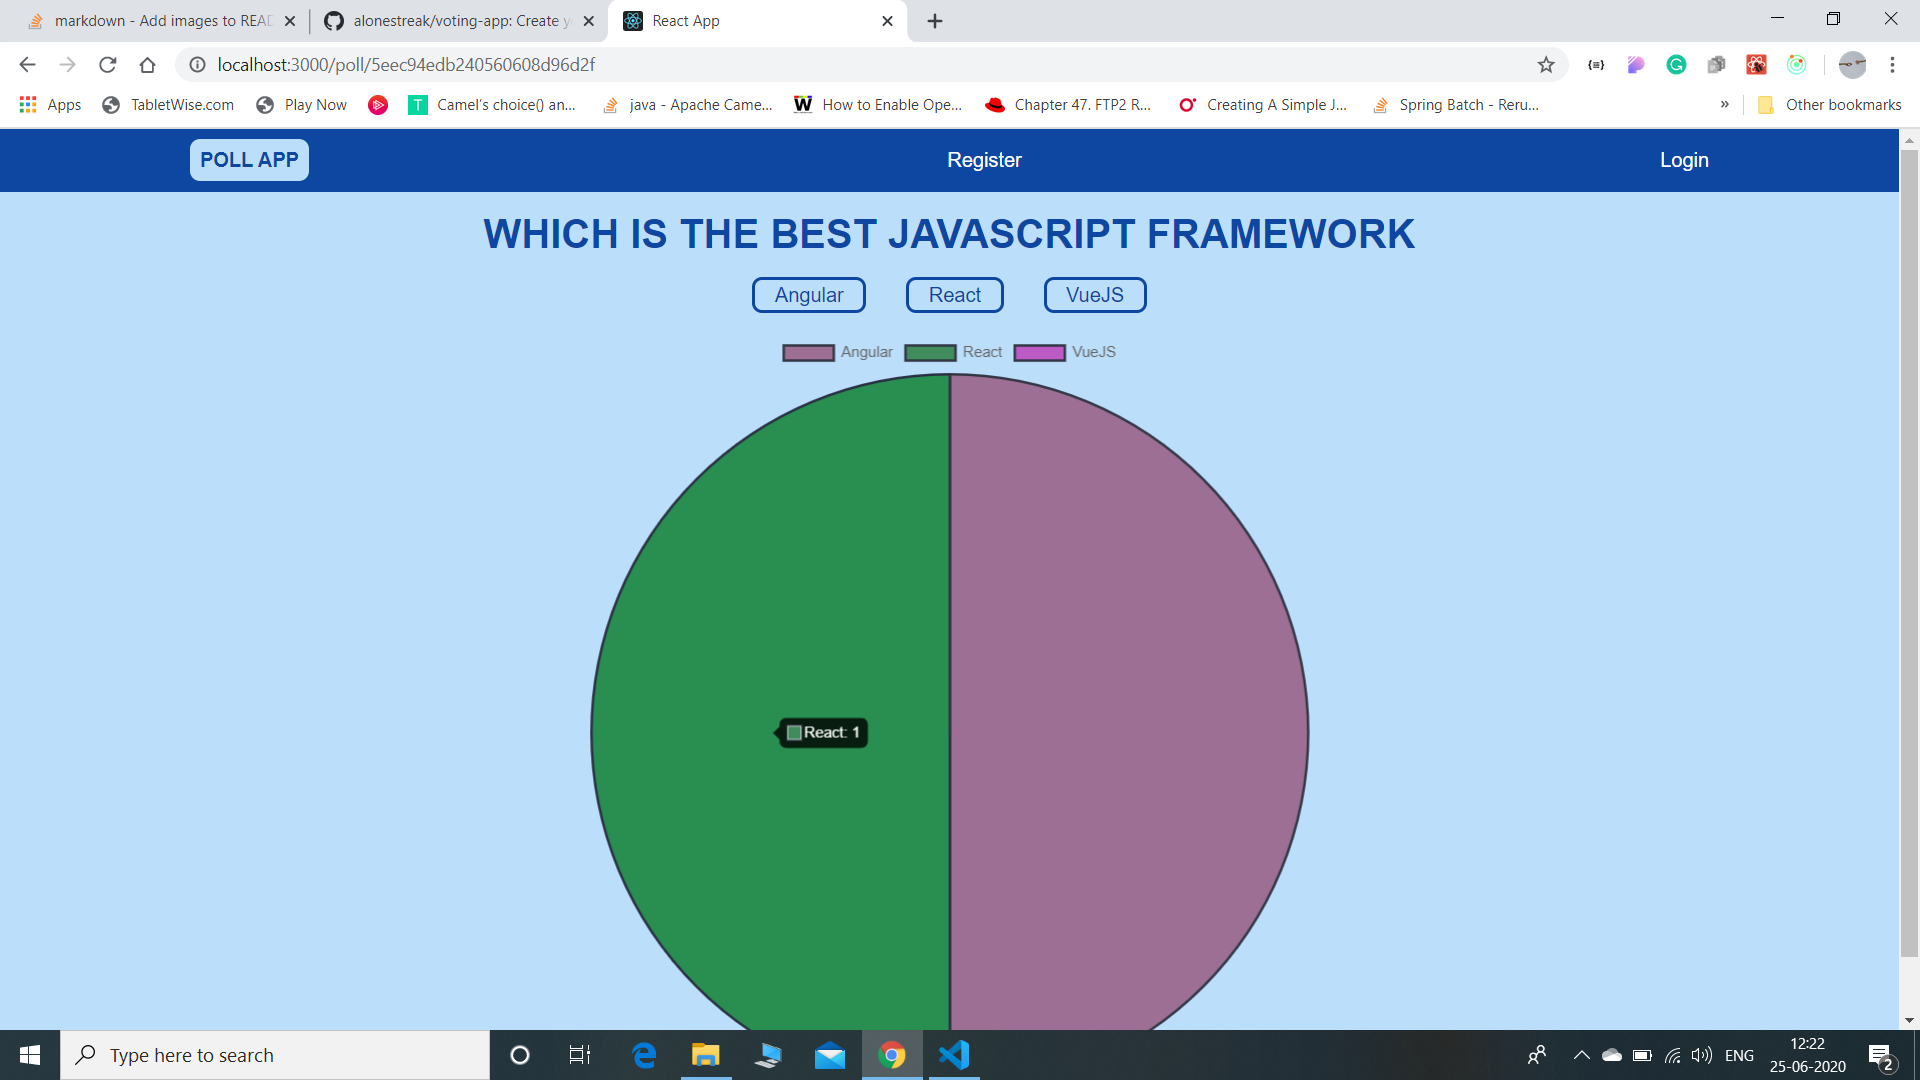 markdown - Add images to READ
alonestreak/voting-app: Create y
React App
localhost:3000/poll/5eec94edb240560608d96d2f
Apps
TabletWise.com
Play Now
T
Camel's choice() an...
java - Apache Came...
W
How to Enable Ope...
Chapter 47. FTP2 R...
Creating A Simple J...
Spring Batch - Reru...
»
Other bookmarks
POLL APP
Register
Login
WHICH IS THE BEST JAVASCRIPT FRAMEWORK
Angular
React
VueJS
Angular
React
VueJS
React: 1
Type here to search
ENG
12:22
25-06-2020
2